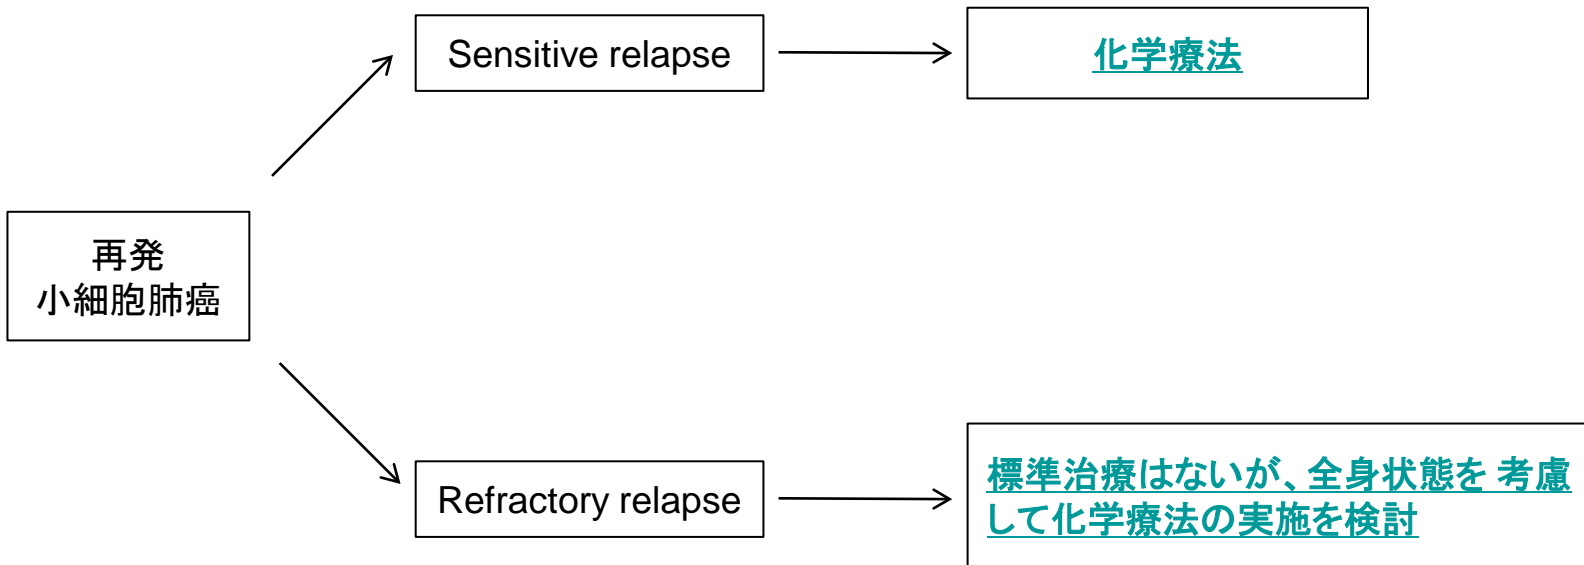 Sensitive relapse
化学療法
再発
小細胞肺癌
Refractory relapse
標準治療はないが、全身状態を 考慮
して化学療法の実施を検討